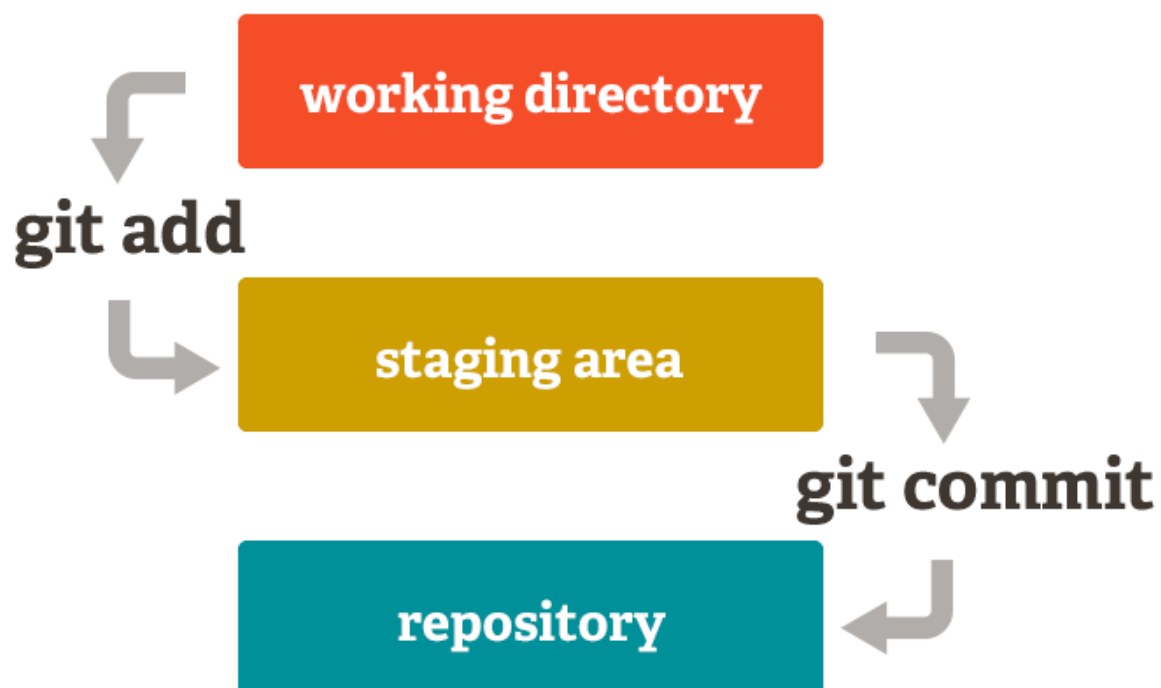 working directory
git add
staging area
git commit
repository